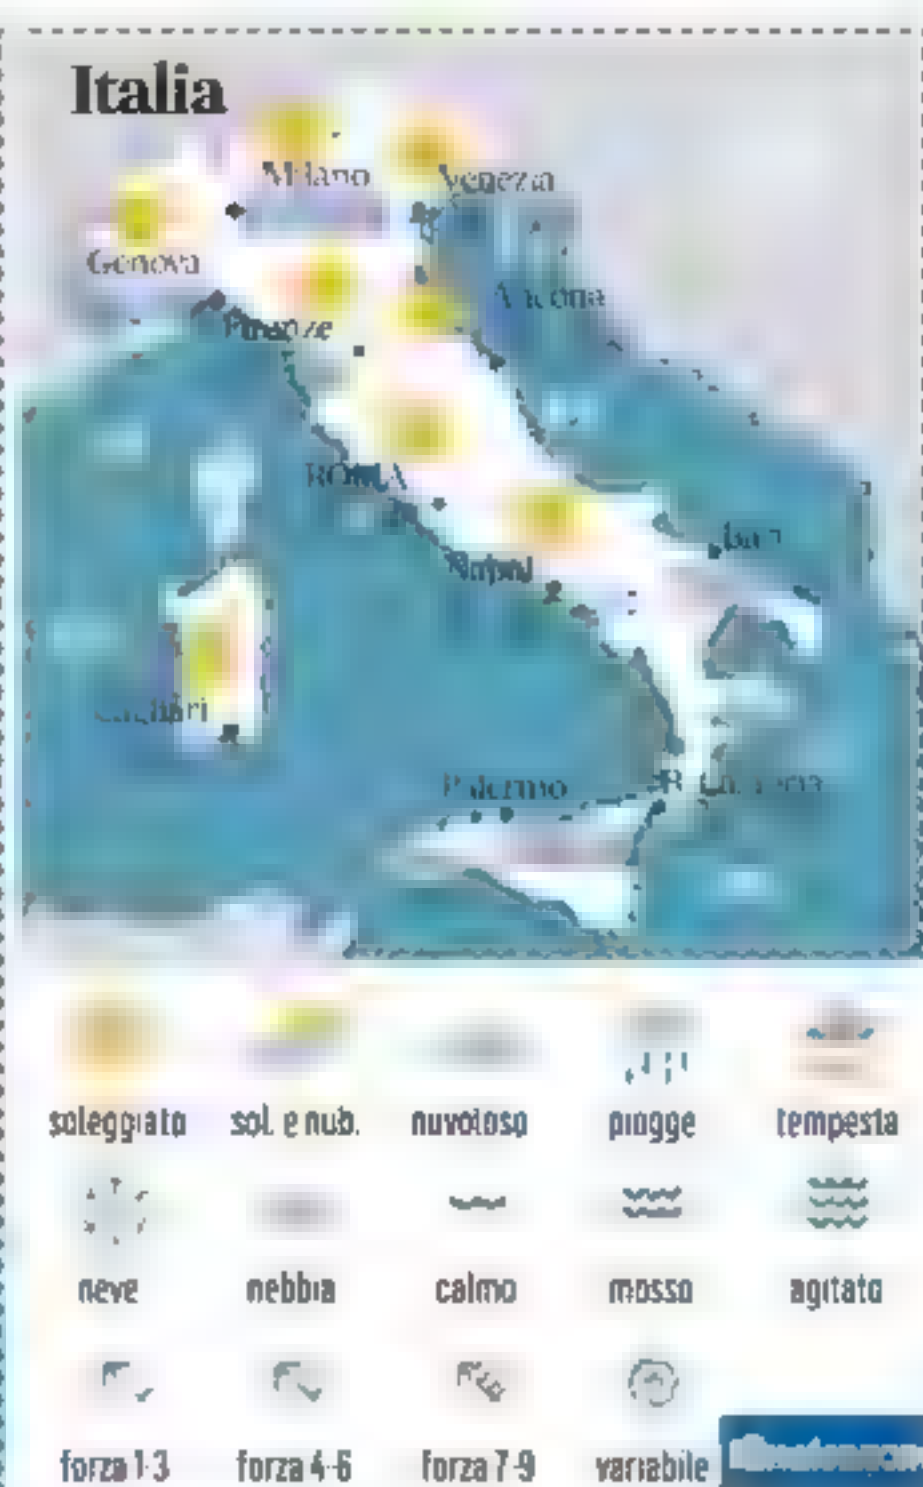 Italia
Milano
Venezia
Genova
Ancona
Firenze
ROMA
Bari
Napoli
Cagliari
Palermo
soleggiato sol. e nub. nuvoloso piogge tempesta
neve nebbia calmo mosso agitato
forza 1-3 forza 4-6 forza 7-9 variabile